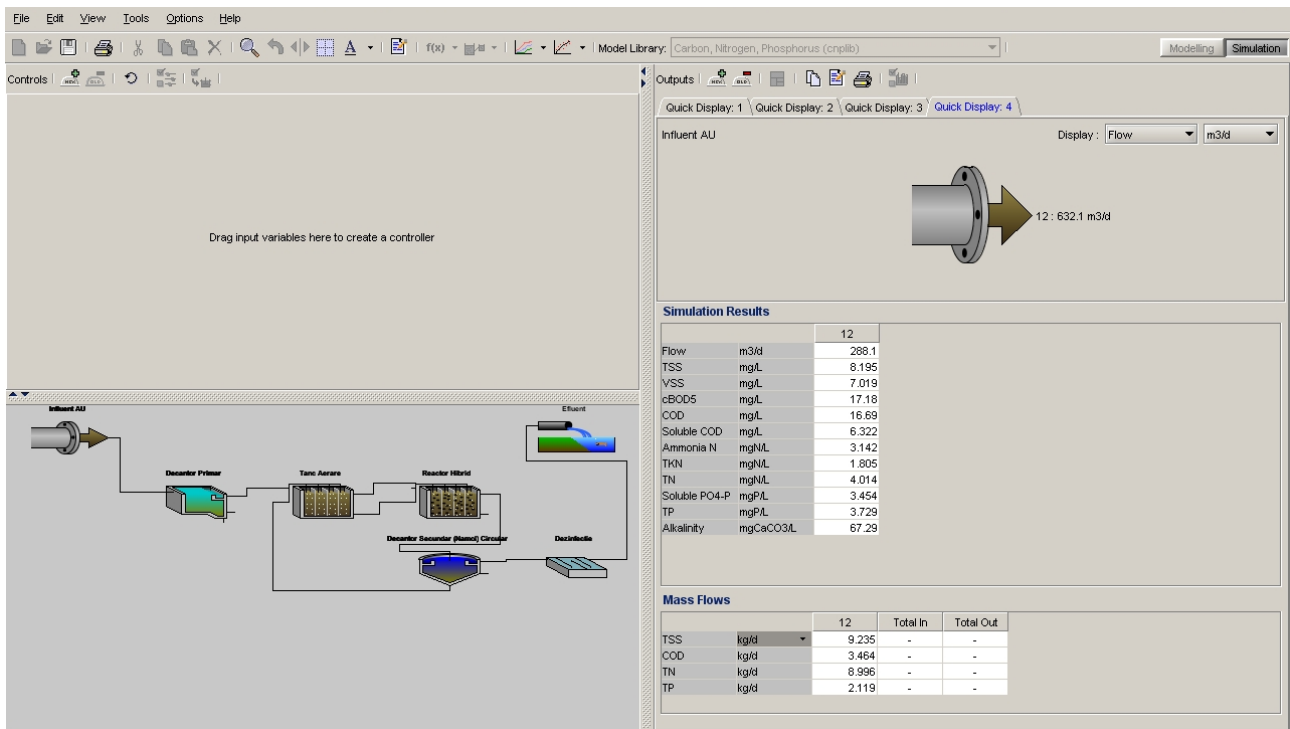 File Edit View Tools Options Help
f(x) Model Library: Carbon, Nitrogen, Phosphorus (cnplib) Modelling Simulation
Controls
Drag input variables here to create a controller
Influent AU
Efluent
Decantor Primar
Tanc Aerare
Reactor Hibrid
Decantor Secundar (Namol) Circular
Dezinfectie
Outputs
Quick Display: 1 Quick Display: 2 Quick Display: 3 Quick Display: 4
Influent AU Display : Flow m3/d
12 : 632.1 m3/d
Simulation Results
12
Flow m3/d 288.1
TSS mg/L 8.195
VSS mg/L 7.019
cBOD5 mg/L 17.18
COD mg/L 16.69
Soluble COD mg/L 6.322
Ammonia N mgN/L 3.142
TKN mgN/L 1.805
TN mgN/L 4.014
Soluble PO4-P mgP/L 3.454
TP mgP/L 3.729
Alkalinity mgCaCO3/L 67.29
Mass Flows
12 Total In Total Out
TSS kg/d 9.235 - -
COD kg/d 3.464 - -
TN kg/d 8.996 - -
TP kg/d 2.119 - -